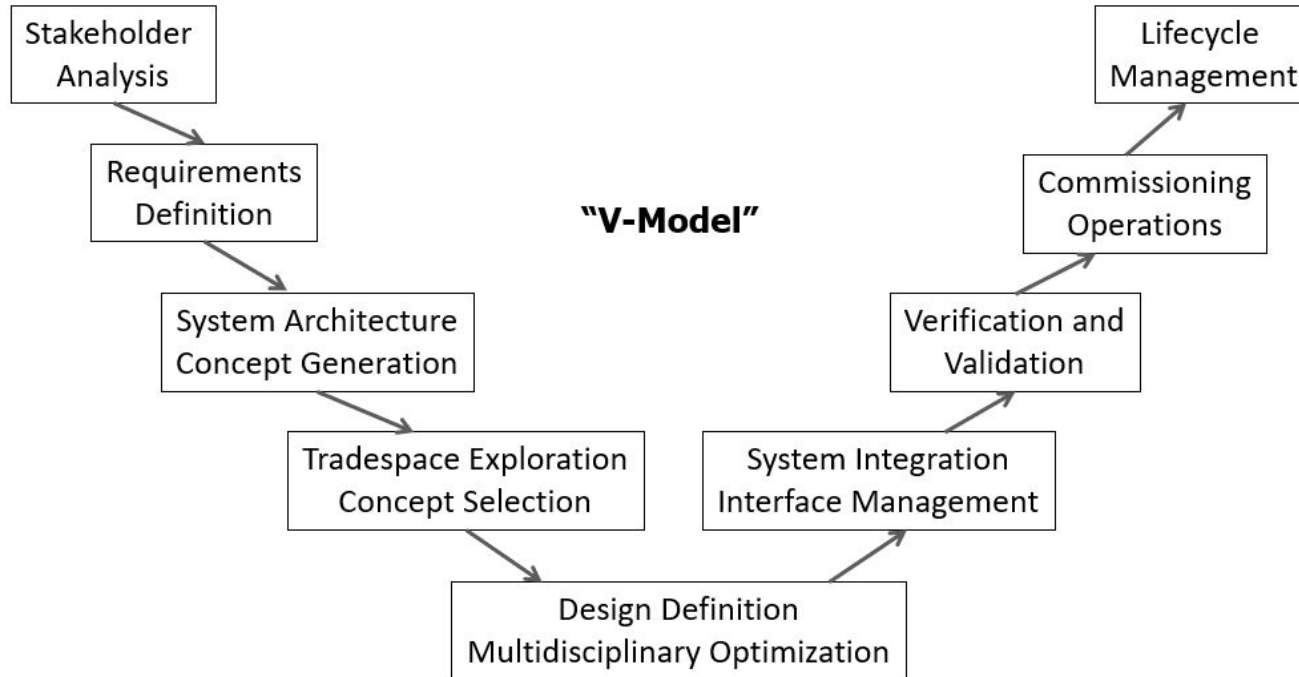 Stakeholder
Analysis
Requirements
Definition
System Architecture
Concept Generation
Tradespace Exploration
Concept Selection
Design Definition
Multidisciplinary Optimization
System Integration
Interface Management
Verification and
Validation
Commissioning
Operations
Lifecycle
Management
“V-Model”